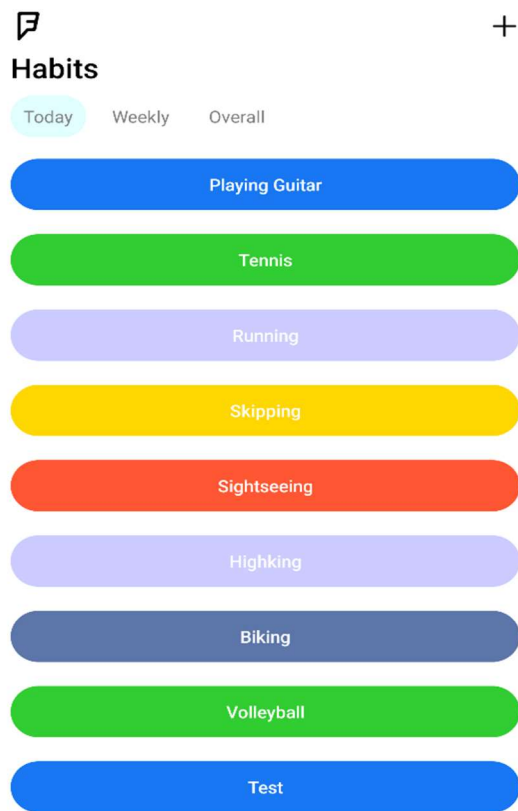 Habits
Today Weekly Overall
Playing Guitar
Tennis
Running
Skipping
Sightseeing
Highking
Biking
Volleyball
Test